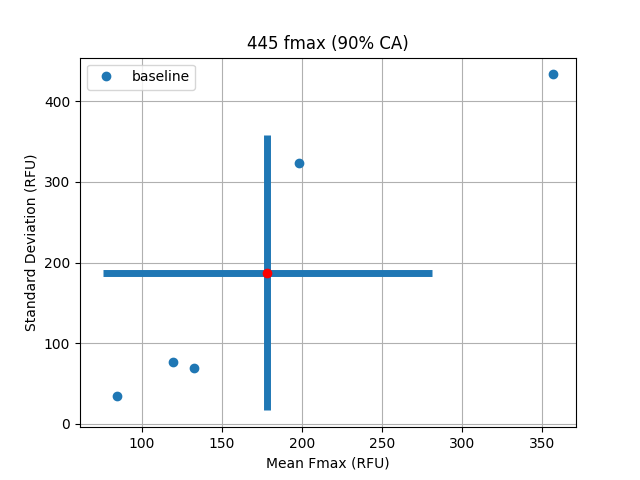 445 fmax (90% CA)
baseline
400
300
200
100
0
Standard Deviation (RFU)
100 150 200 250 300 350
Mean Fmax (RFU)